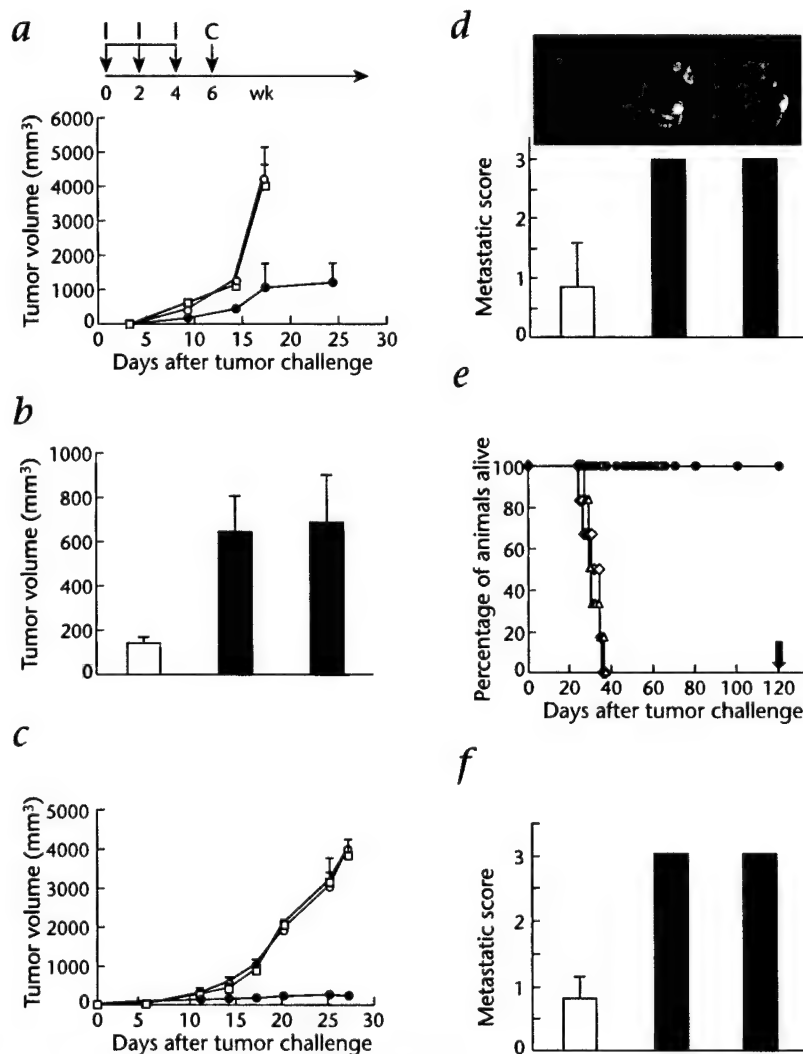 a
I I I C
0 2 4 6 wk
Tumor volume (mm3)
6000
5000
4000
3000
2000
1000
0
0 5 10 15 20 25 30
Days after tumor challenge
b
Tumor volume (mm3)
1000
800
600
400
200
0
c
Tumor volume (mm3)
5000
4000
3000
2000
1000
0
0 5 10 15 20 25 30
Days after tumor challenge
d
Metastatic score
3
2
1
0
e
Percentage of animals alive
100
80
60
40
20
0
0 20 40 60 80 100 120
Days after tumor challenge
f
Metastatic score
3
2
1
0